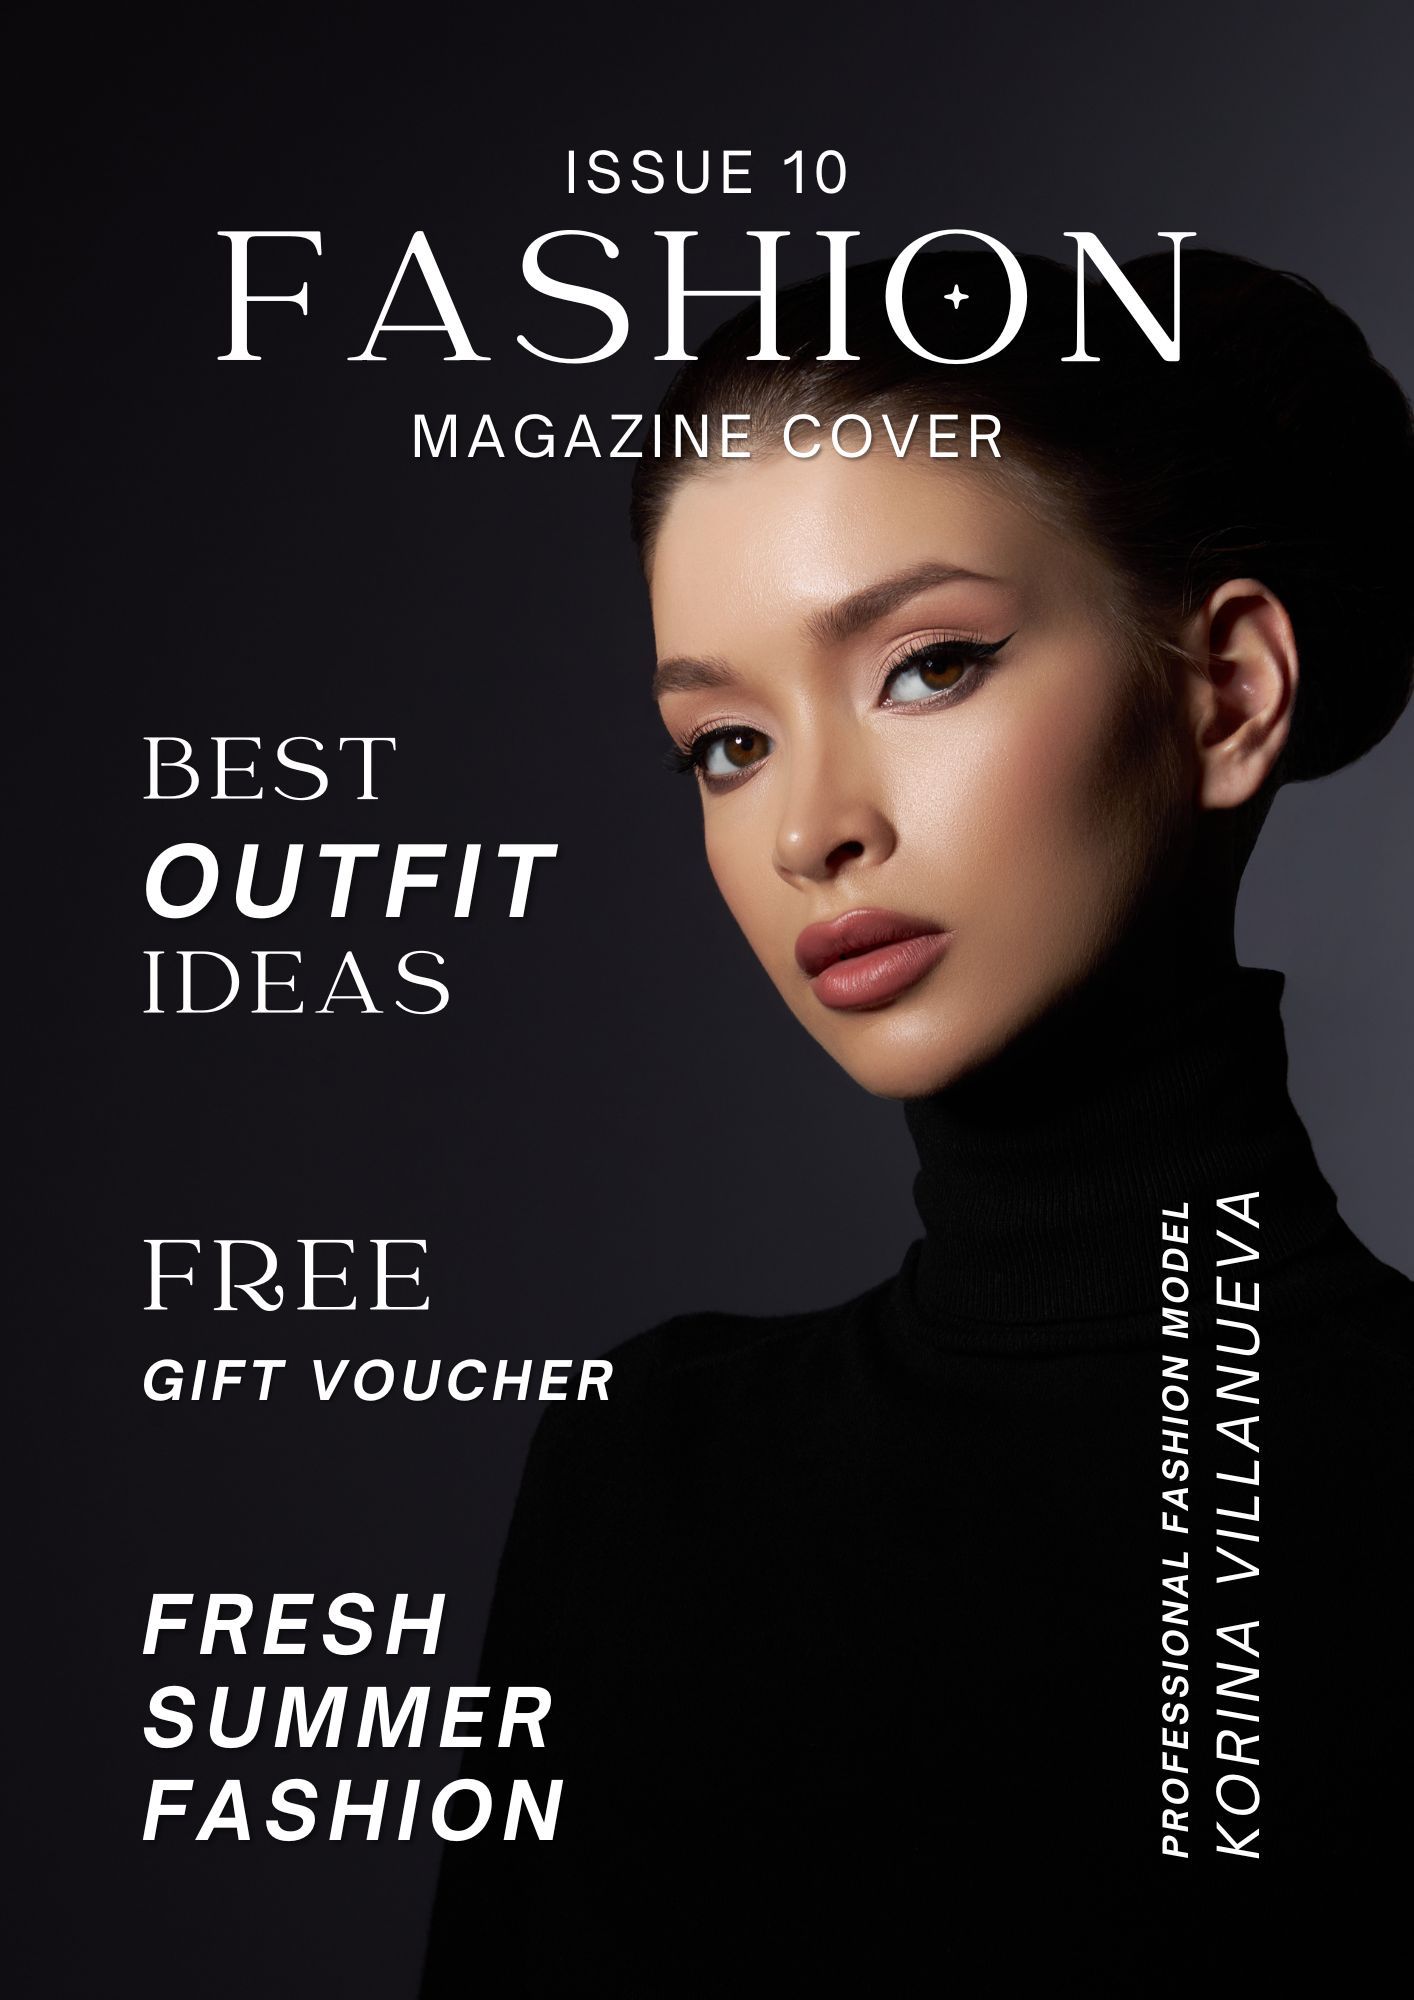 ISSUE 10
FASHION
MAGAZINE COVER
BEST
OUTFIT
IDEAS
FREE
GIFT VOUCHER
FRESH
SUMMER
FASHION
PROFESSIONAL FASHION MODEL
KORINA VILLANUEVA